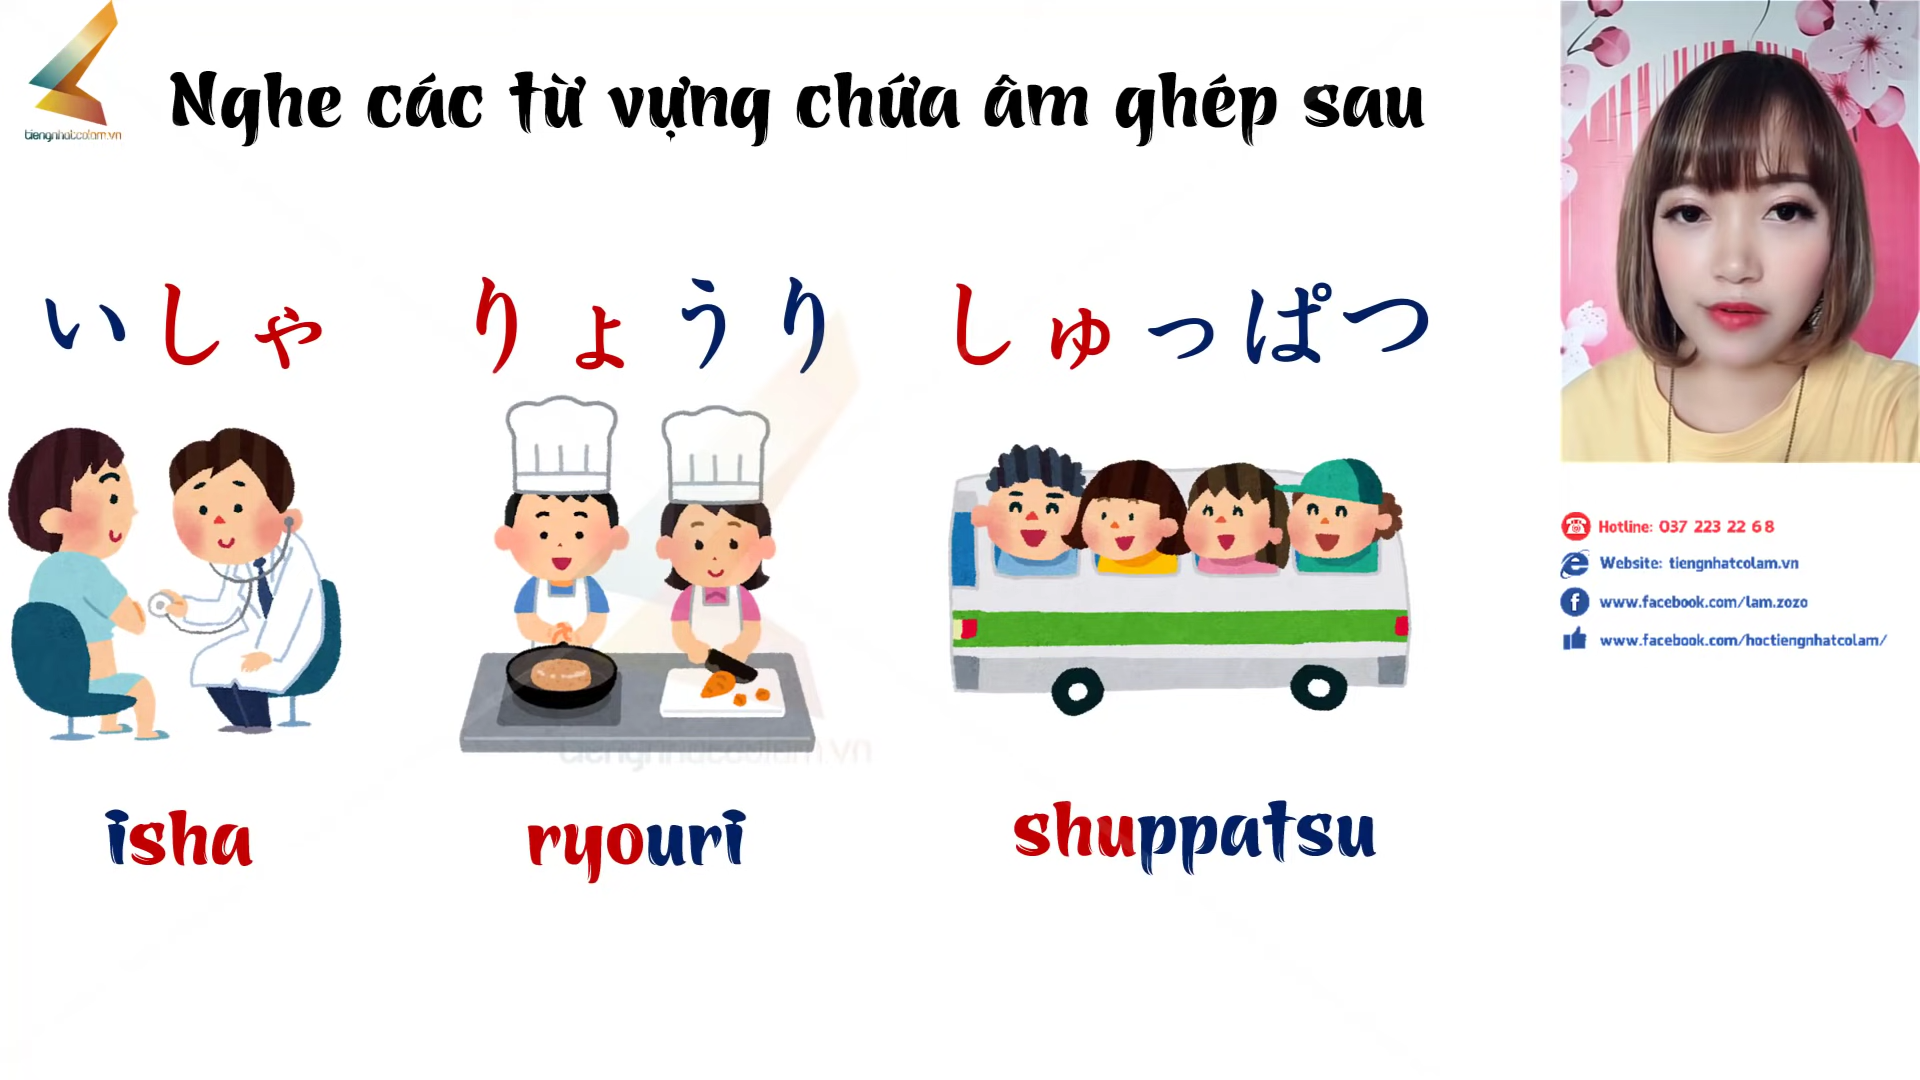 tiengnhatcolam.vn
Nghe các từ vựng chứa âm ghép sau
いしゃ りょうり しゅっぱつ
isha ryouri shuppatsu
tiengnhatcolam.vn
Hotline: 037 223 22 68
Website: tiengnhatcolam.vn
www.facebook.com/lam.zozo
www.facebook.com/hoctiengnhatcolam/